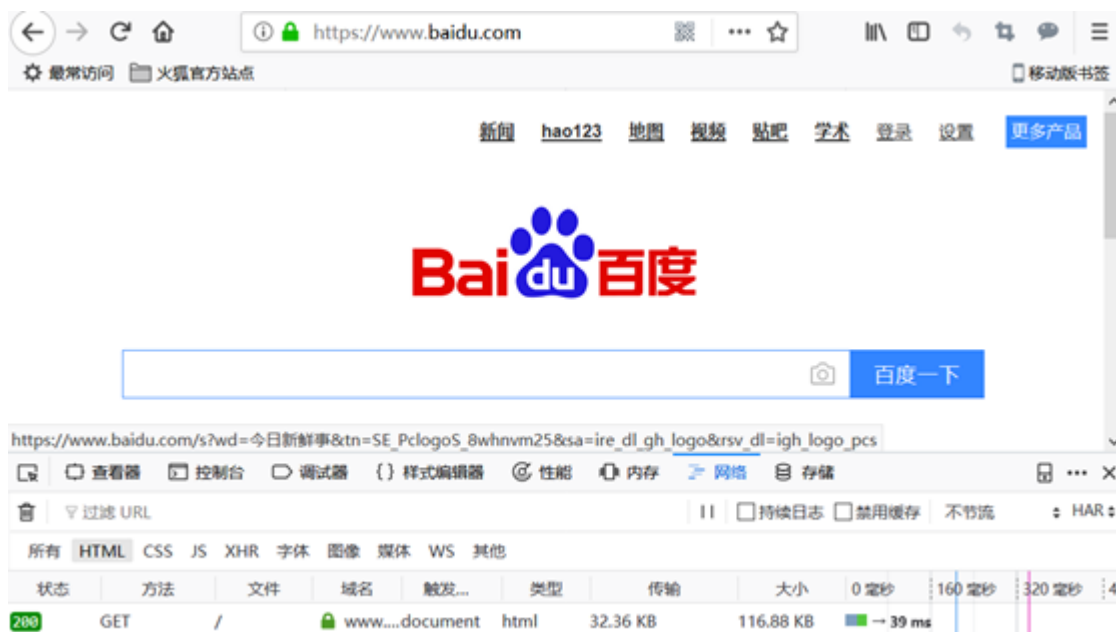 https://www.baidu.com
最常访问 火狐官方站点 移动版书签
新闻 hao123 地图 视频 贴吧 学术 登录 设置 更多产品
Bai du 百度
百度一下
https://www.baidu.com/s?wd=今日新鲜事&tn=SE_PclogoS_8whnvm25&sa=ire_dl_gh_logo&rsv_dl=igh_logo_pcs
查看器 控制台 调试器 {} 样式编辑器 性能 内存 网络 存储
过滤 URL 持续日志 禁用缓存 不节流 HAR
所有 HTML CSS JS XHR 字体 图像 媒体 WS 其他
状态 方法 文件 域名 触发... 类型 传输 大小 0 毫秒 160 毫秒 320 毫秒 4
200 GET / www.... document html 32.36 KB 116.88 KB → 39 ms